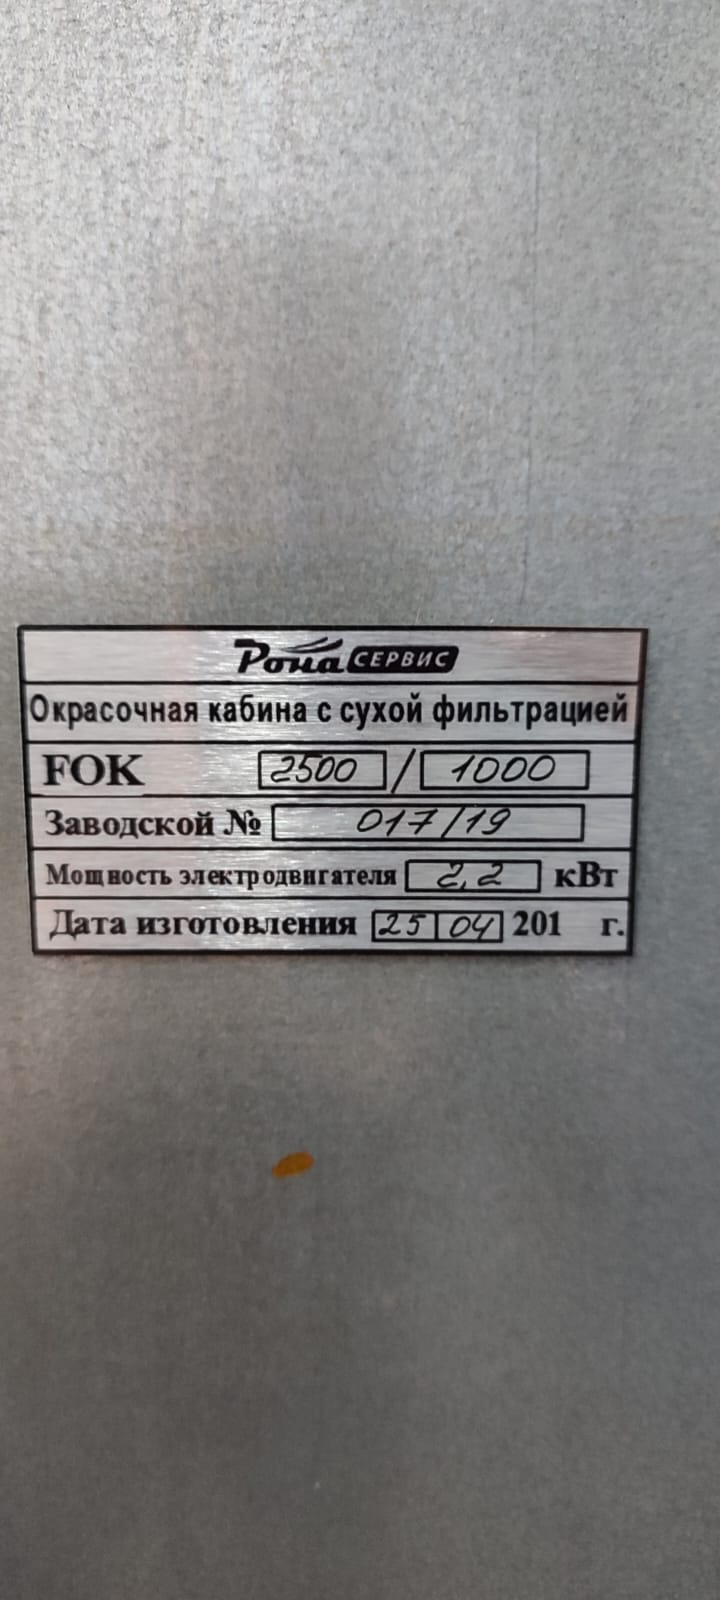 Рона СЕРВИС
Окрасочная кабина с сухой фильтрацией
FOK 2500 / 1000
Заводской № 017/19
Мощность электродвигателя 2,2 кВт
Дата изготовления 25 04 201 г.